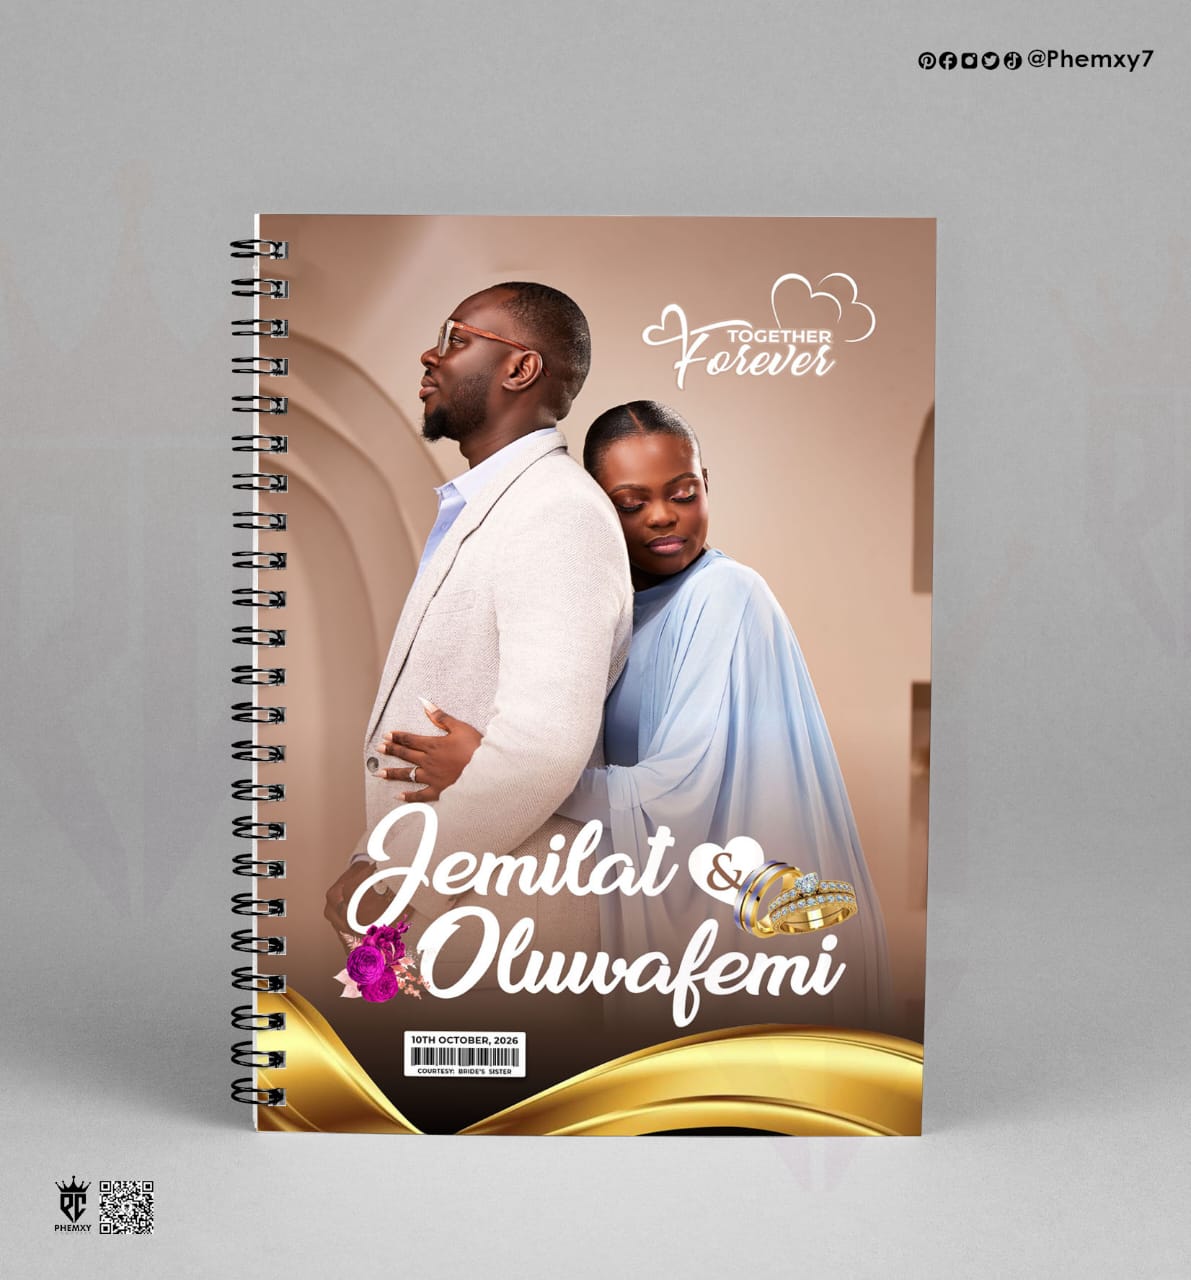 @Phemxy7
TOGETHER
Forever
Jemilat &
Oluwafemi
10TH OCTOBER, 2026
COURTESY: BRIDE'S SISTER
PHEMXY